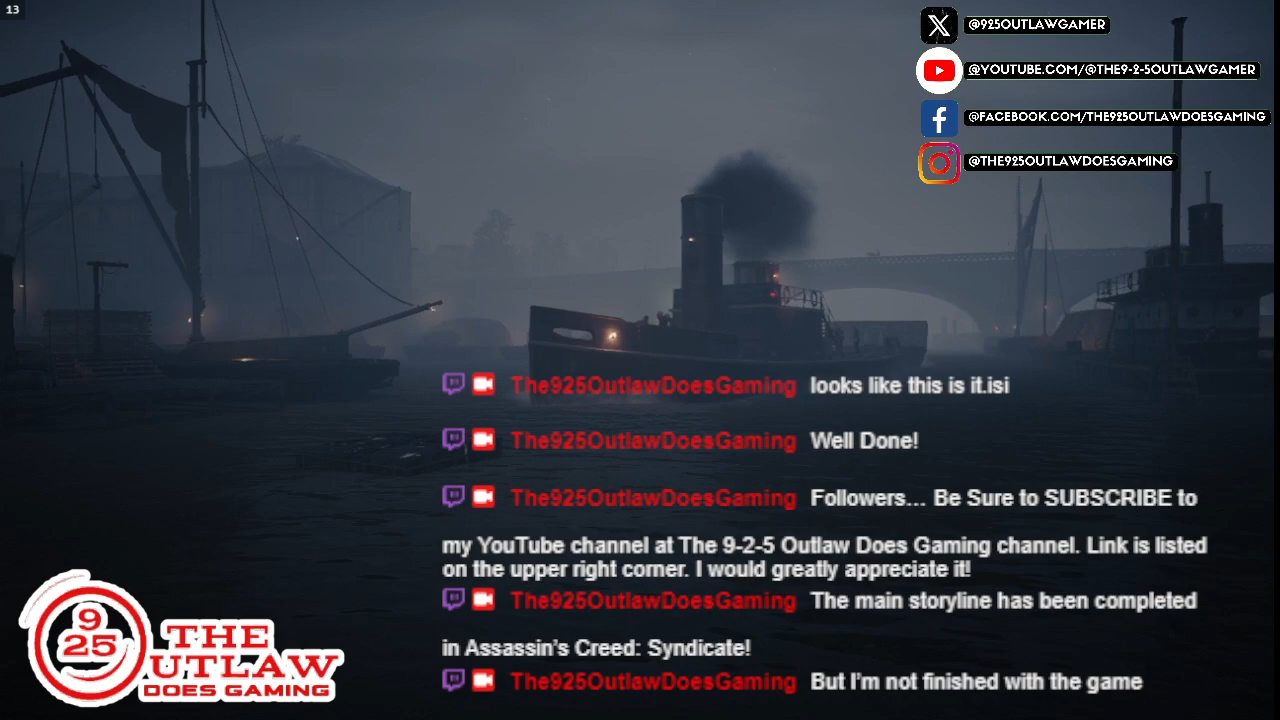 13
@925OUTLAWGAMER
@YOUTUBE.COM/@THE9-2-5OUTLAWGAMER
@FACEBOOK.COM/THE925OUTLAWDOESGAMING
@THE925OUTLAWDOESGAMING
The925OutlawDoesGaming looks like this is it.isi
The925OutlawDoesGaming Well Done!
The925OutlawDoesGaming Followers... Be Sure to SUBSCRIBE to
my YouTube channel at The 9-2-5 Outlaw Does Gaming channel. Link is listed
on the upper right corner. I would greatly appreciate it!
The925OutlawDoesGaming The main storyline has been completed
in Assassin's Creed: Syndicate!
The925OutlawDoesGaming But I'm not finished with the game
9
25
THE
OUTLAW
DOES GAMING